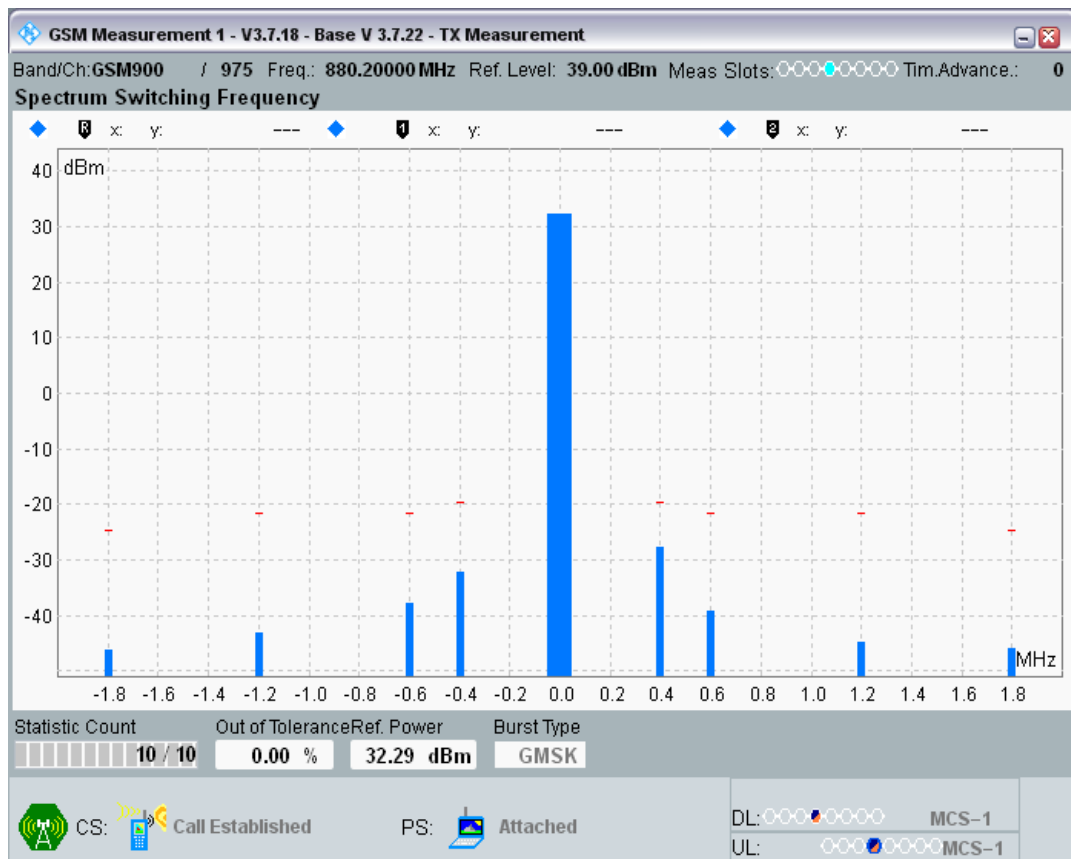 GSM Measurement 1 - V3.7.18 - Base V 3.7.22 - TX Measurement
Band/Ch:GSM900 / 975 Freq.: 880.20000 MHz Ref. Level: 39.00 dBm Meas Slots: Tim.Advance.: 0
Spectrum Switching Frequency
R x: y: --- 1 x: y: --- 2 x: y: ---
40 dBm
30
20
10
0
-10
-20
-30
-40
MHz
-1.8 -1.6 -1.4 -1.2 -1.0 -0.8 -0.6 -0.4 -0.2 0.0 0.2 0.4 0.6 0.8 1.0 1.2 1.4 1.6 1.8
Statistic Count Out of Tolerance Ref. Power Burst Type
10 / 10 0.00 % 32.29 dBm GMSK
CS: Call Established PS: Attached
DL: MCS-1
UL: MCS-1